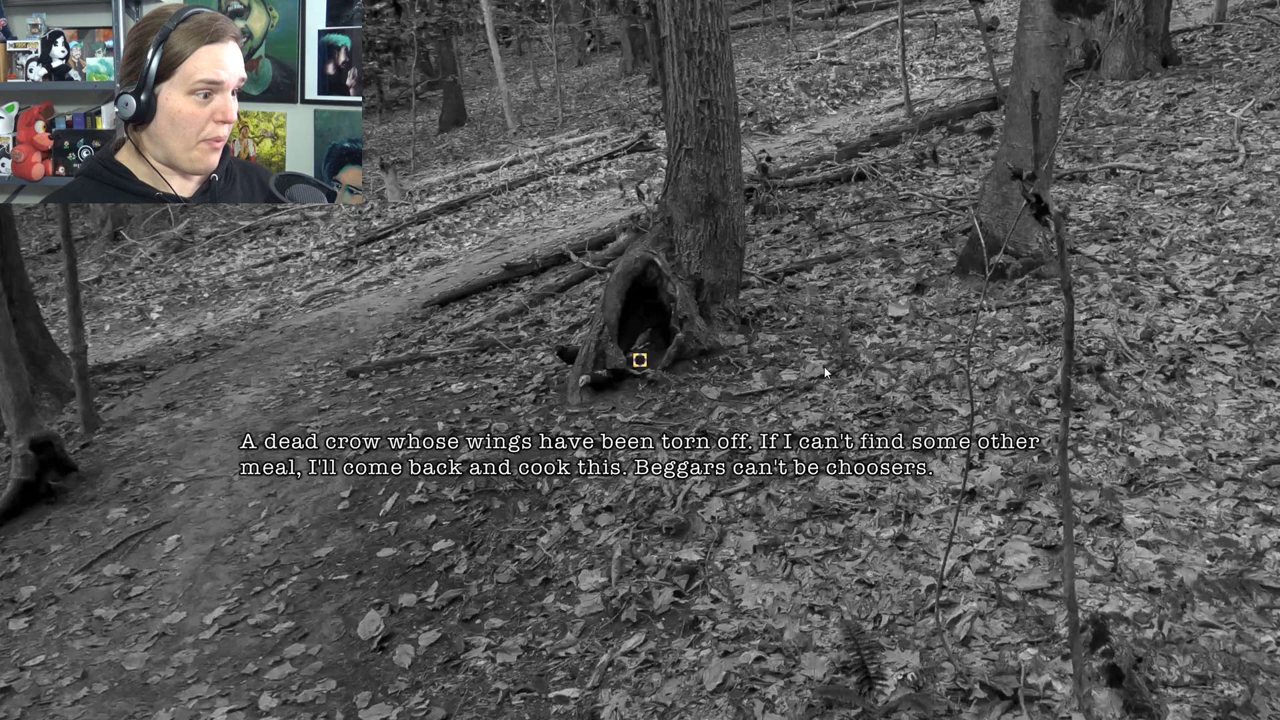 A dead crow whose wings have been torn off. If I can't find some other
meal, I'll come back and cook this. Beggars can't be choosers.